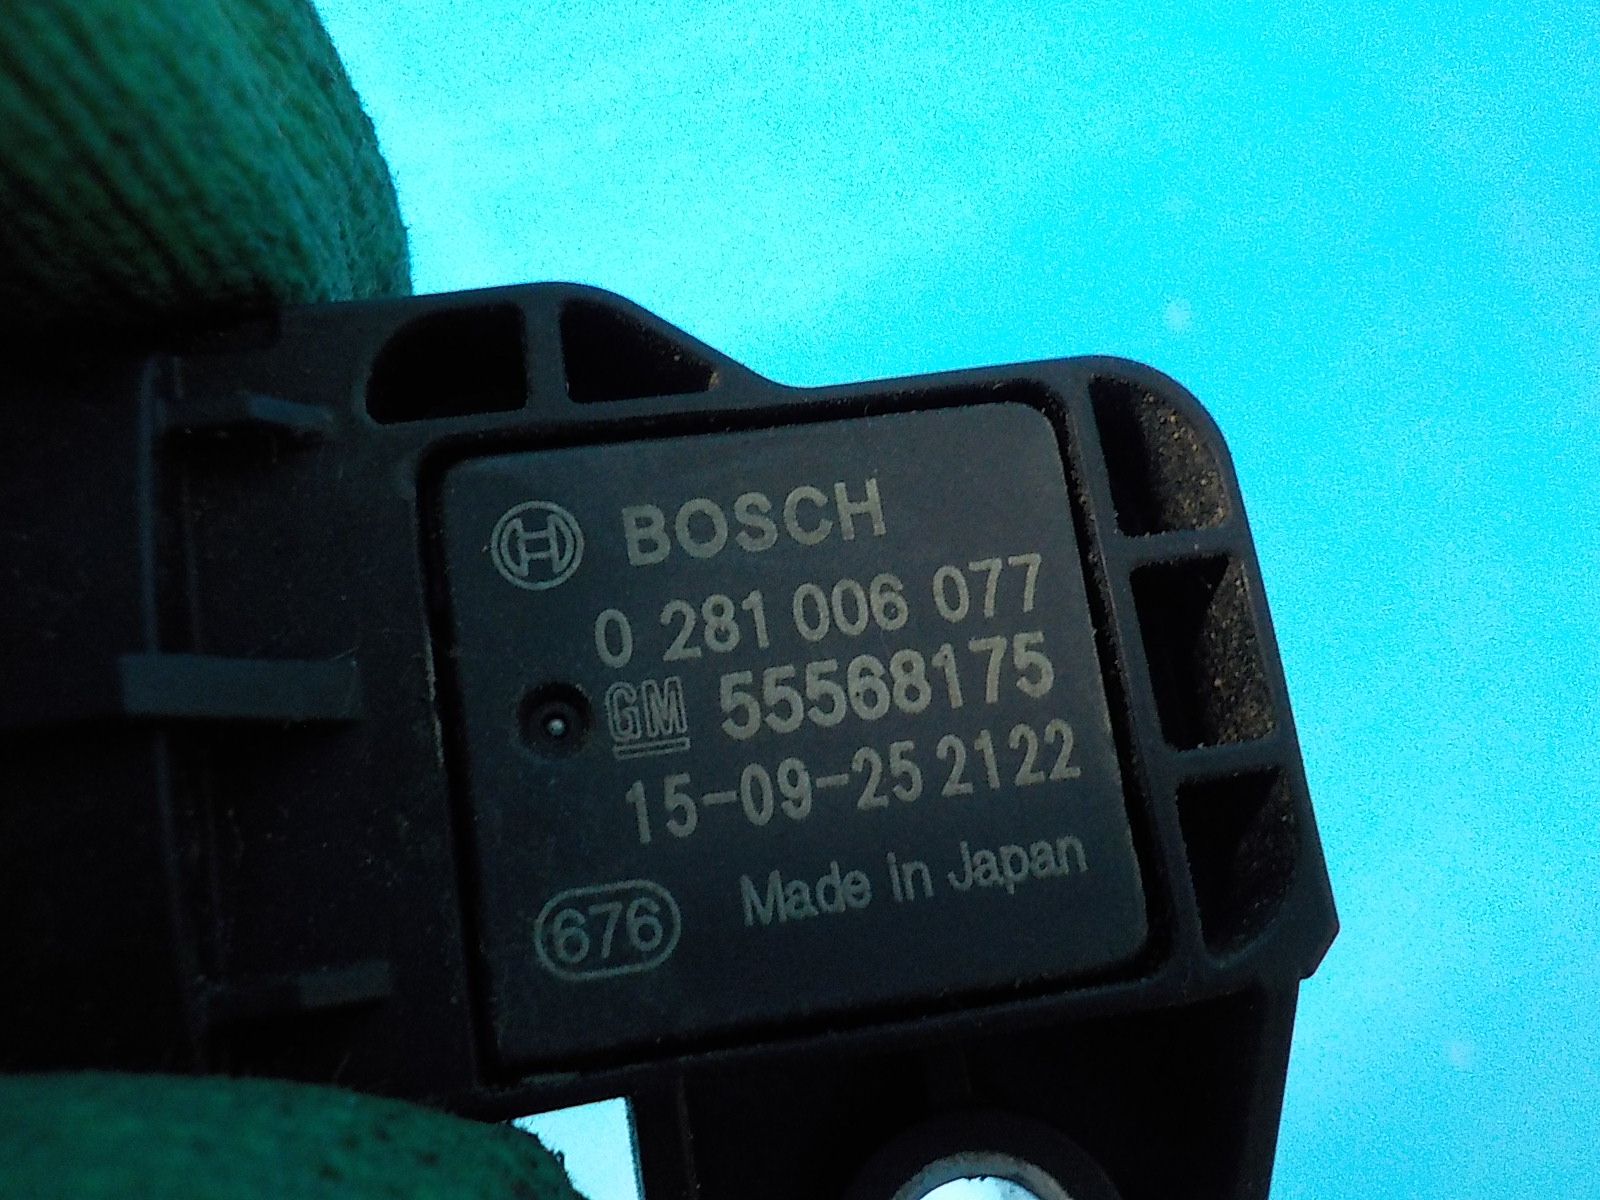 BOSCH
0 281 006 077
GM 55568175
15-09-25 2122
Made in Japan
676